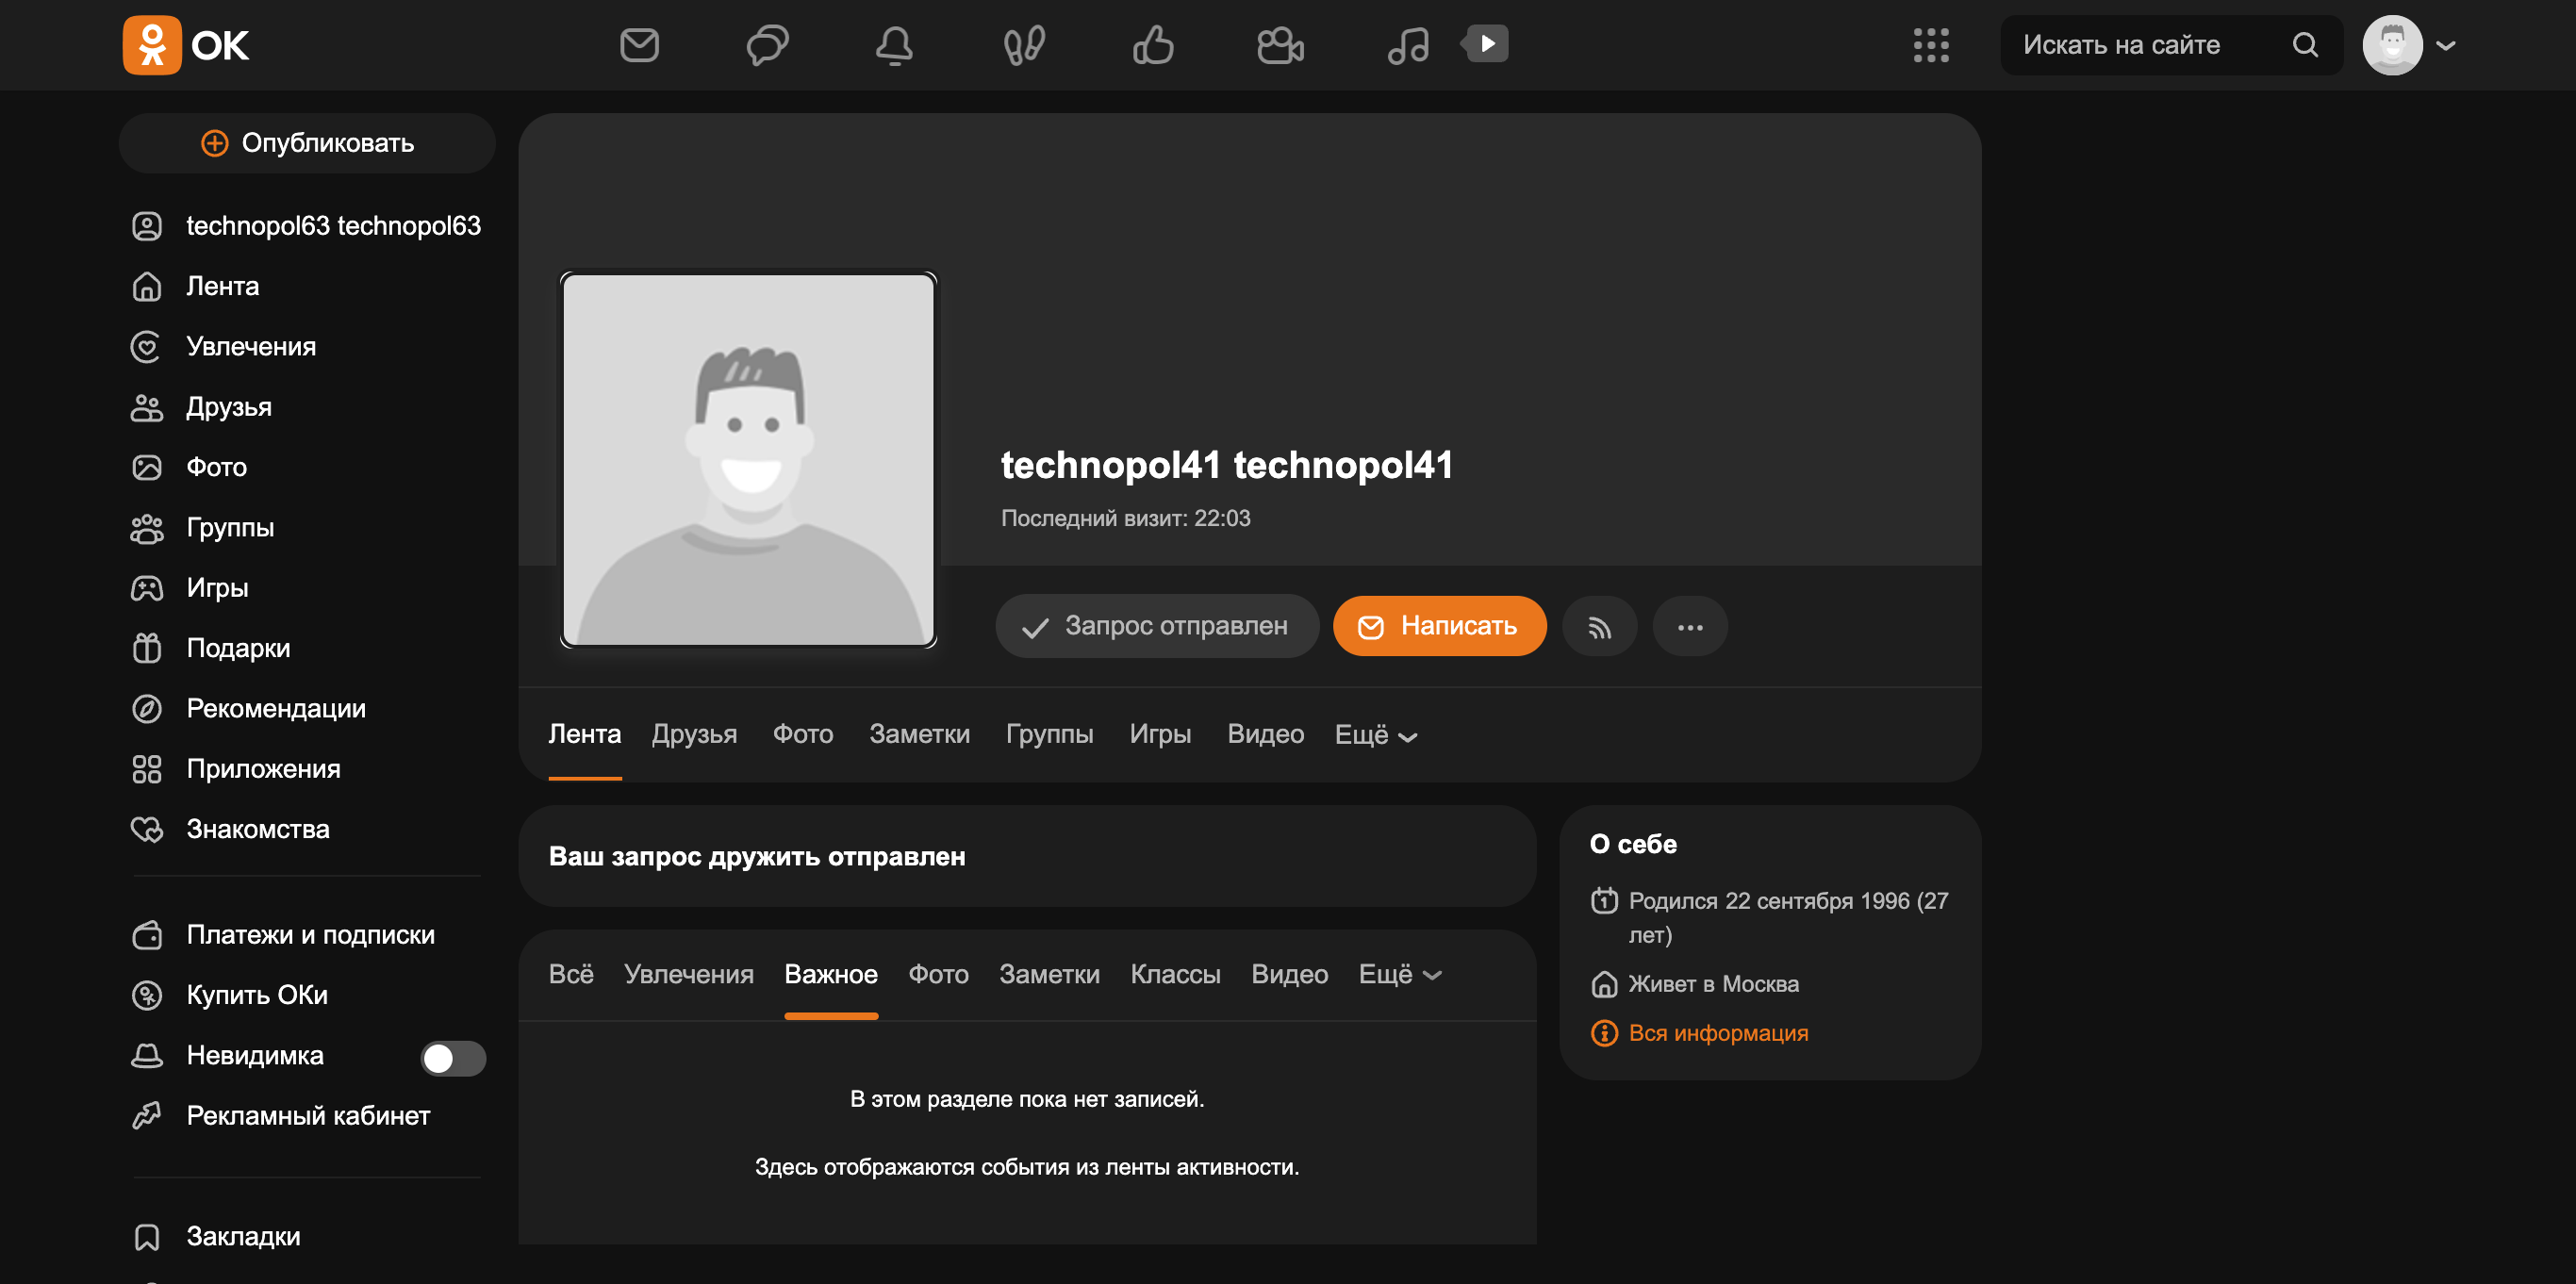 ОК
Искать на сайте
Опубликовать
technopol63 technopol63
Лента
Увлечения
Друзья
Фото
Группы
Игры
Подарки
Рекомендации
Приложения
Знакомства
Платежи и подписки
Купить ОКи
Невидимка
Рекламный кабинет
Закладки
technopol41 technopol41
Последний визит: 22:03
Запрос отправлен
Написать
Лента Друзья Фото Заметки Группы Игры Видео Ещё
Ваш запрос дружить отправлен
Всё Увлечения Важное Фото Заметки Классы Видео Ещё
В этом разделе пока нет записей.
Здесь отображаются события из ленты активности.
О себе
Родился 22 сентября 1996 (27
лет)
Живет в Москва
Вся информация